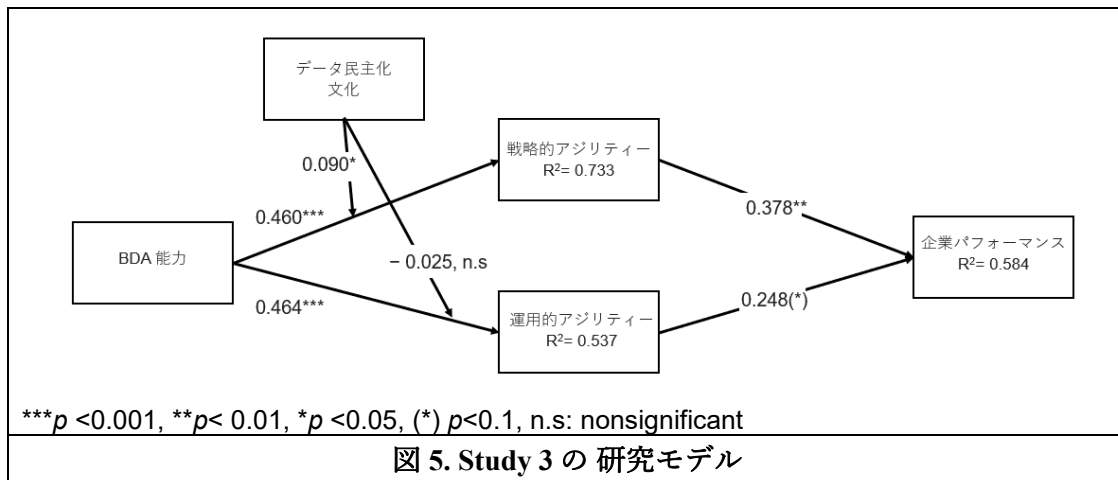 データ民主化
文化
戦略的アジリティー
R²= 0.733
0.090*
0.460***
0.378**
BDA 能力
企業パフォーマンス
R²= 0.584
− 0.025, n.s
0.464***
0.248(*)
運用的アジリティー
R²= 0.537
***p <0.001, **p< 0.01, *p <0.05, (*) p<0.1, n.s: nonsignificant
図 5. Study 3 の 研究モデル